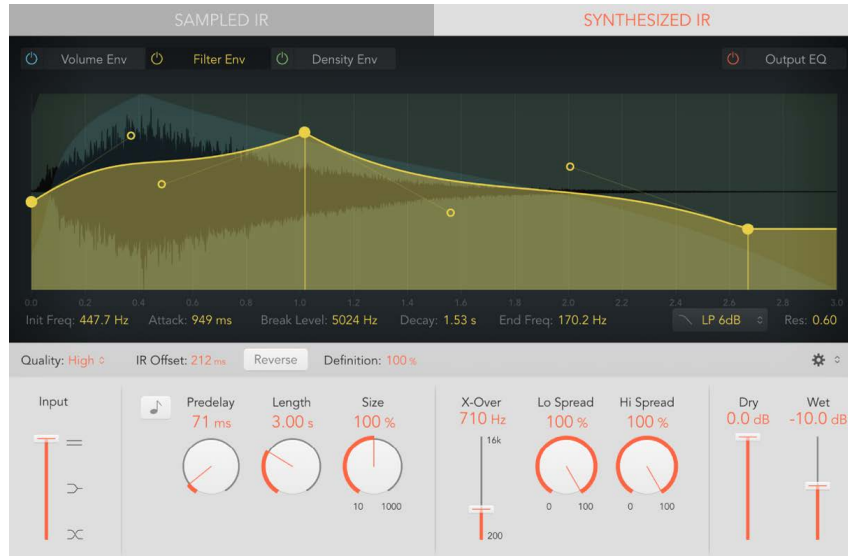 SAMPLED IR SYNTHESIZED IR
Volume Env Filter Env Density Env Output EQ
0.0 0.2 0.4 0.6 0.8 1.0 1.2 1.4 1.6 1.8 2.0 2.2 2.4 2.6 2.8 3.0
Init Freq: 447.7 Hz Attack: 949 ms Break Level: 5024 Hz Decay: 1.53 s End Freq: 170.2 Hz LP 6dB Res: 0.60
Quality: High IR Offset: 212 ms Reverse Definition: 100 %
Input Predelay Length Size X-Over Lo Spread Hi Spread Dry Wet
71 ms 3.00 s 100 % 710 Hz 100 % 100 % 0.0 dB -10.0 dB
16k
10 1000 0 100 0 100
200